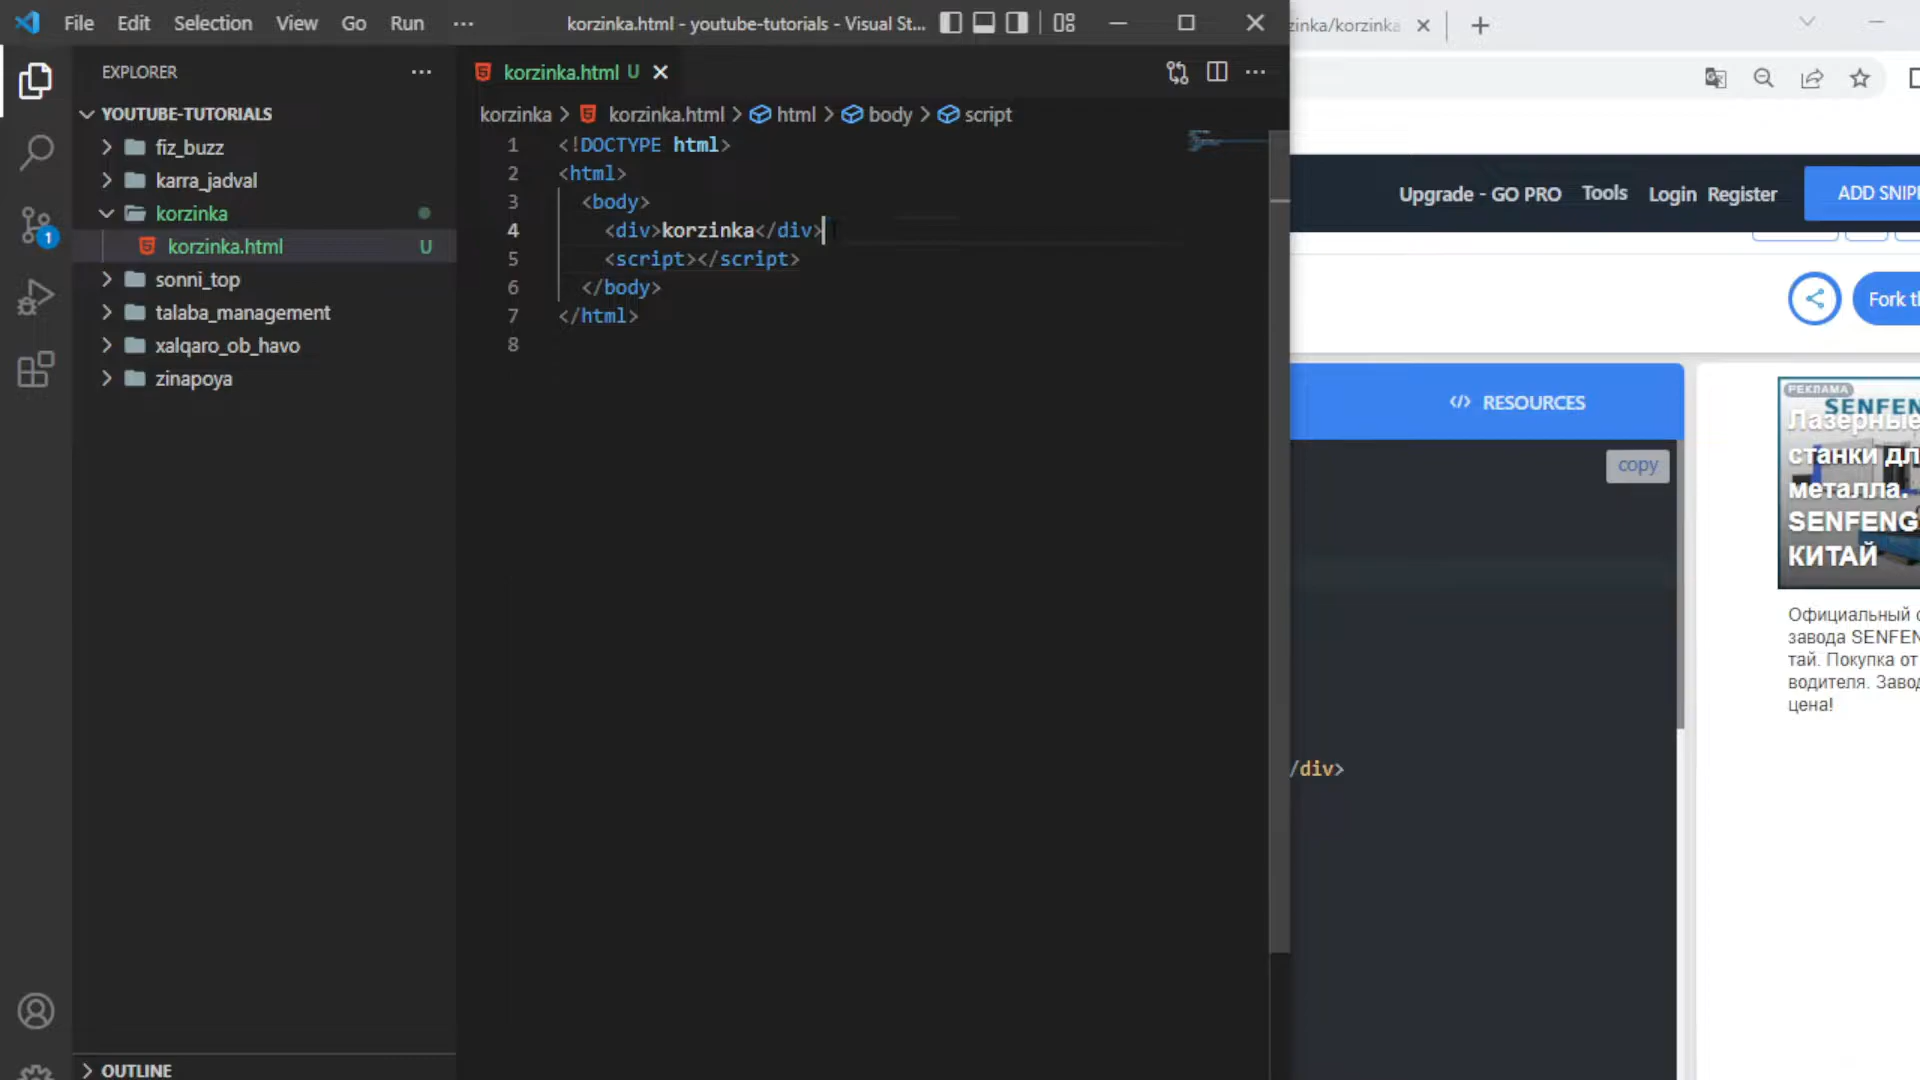 File Edit Selection View Go Run ···
korzinka.html - youtube-tutorials - Visual St...
EXPLORER
YOUTUBE-TUTORIALS
fiz_buzz
karra_jadval
korzinka
korzinka.html U
sonni_top
talaba_management
xalqaro_ob_havo
zinapoya
OUTLINE
1
korzinka.html U
korzinka > korzinka.html > html > body > script
1 <!DOCTYPE html>
2 <html>
3 <body>
4 <div>korzinka</div>
5 <script></script>
6 </body>
7 </html>
8
zinka/korzinka
Upgrade - GO PRO Tools Login Register
ADD SNIP
Fork t
</> RESOURCES
copy
/div>
РЕКЛАМА
SENFEN
Лазерные
станки дл
металла.
SENFENG
КИТАЙ
Официальный с
завода SENFEN
тай. Покупка от
водителя. Завод
цена!